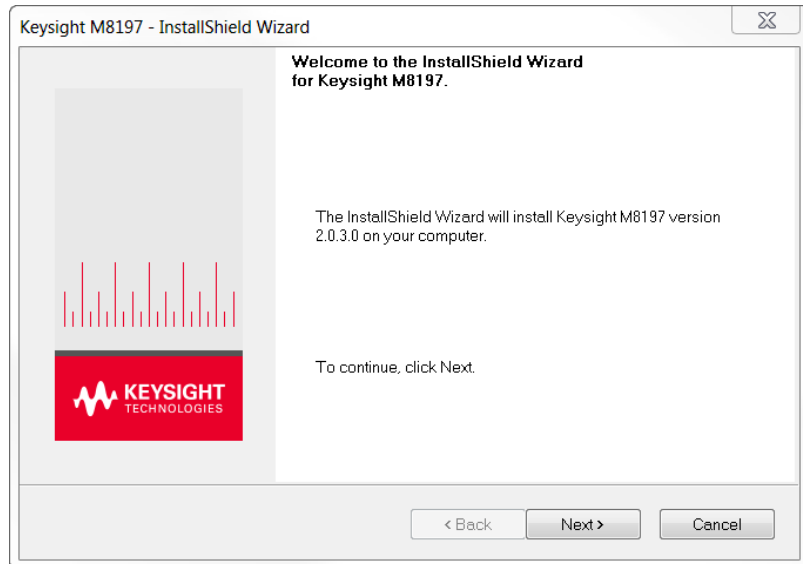 Keysight M8197 - InstallShield Wizard
Welcome to the InstallShield Wizard
for Keysight M8197.
The InstallShield Wizard will install Keysight M8197 version
2.0.3.0 on your computer.
To continue, click Next.
KEYSIGHT
TECHNOLOGIES
< Back
Next >
Cancel